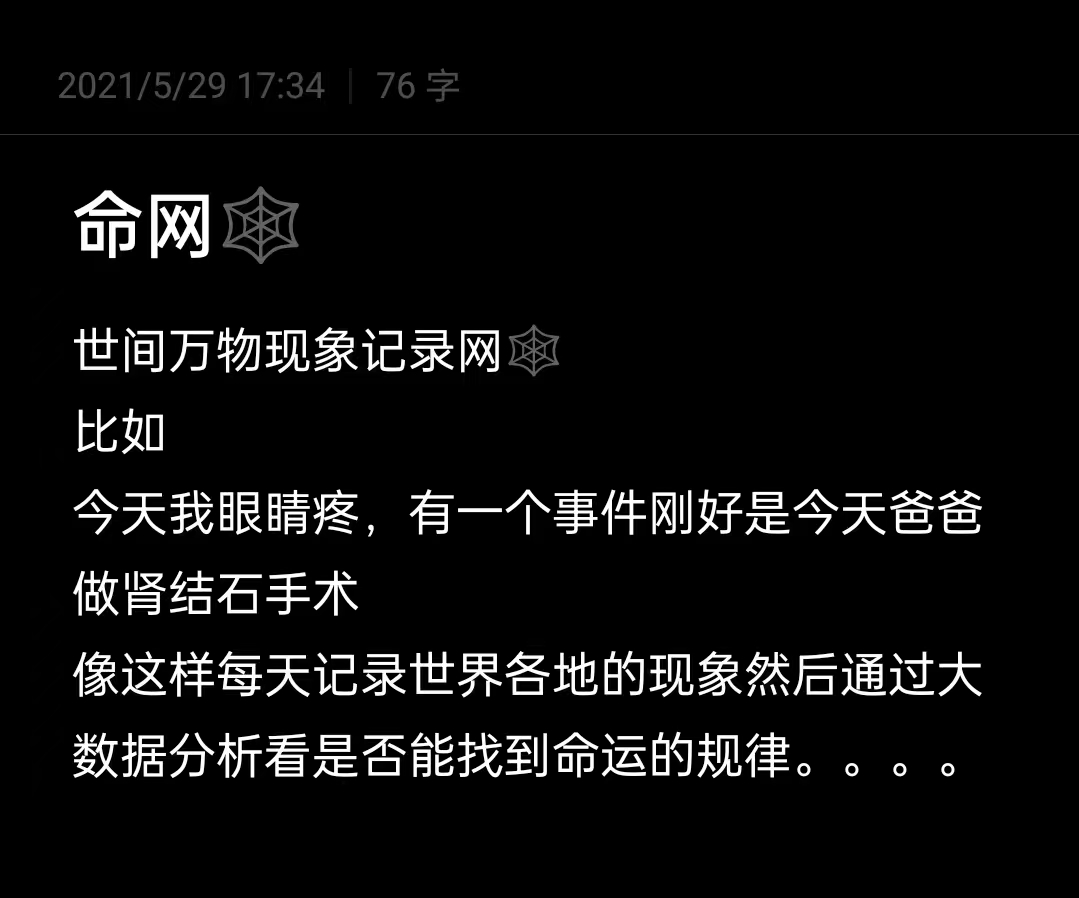 2021/5/29 17:34 | 76 字
命网🕸
世间万物现象记录网🕸
比如
今天我眼睛疼，有一个事件刚好是今天爸爸
做肾结石手术
像这样每天记录世界各地的现象然后通过大
数据分析看是否能找到命运的规律。。。。